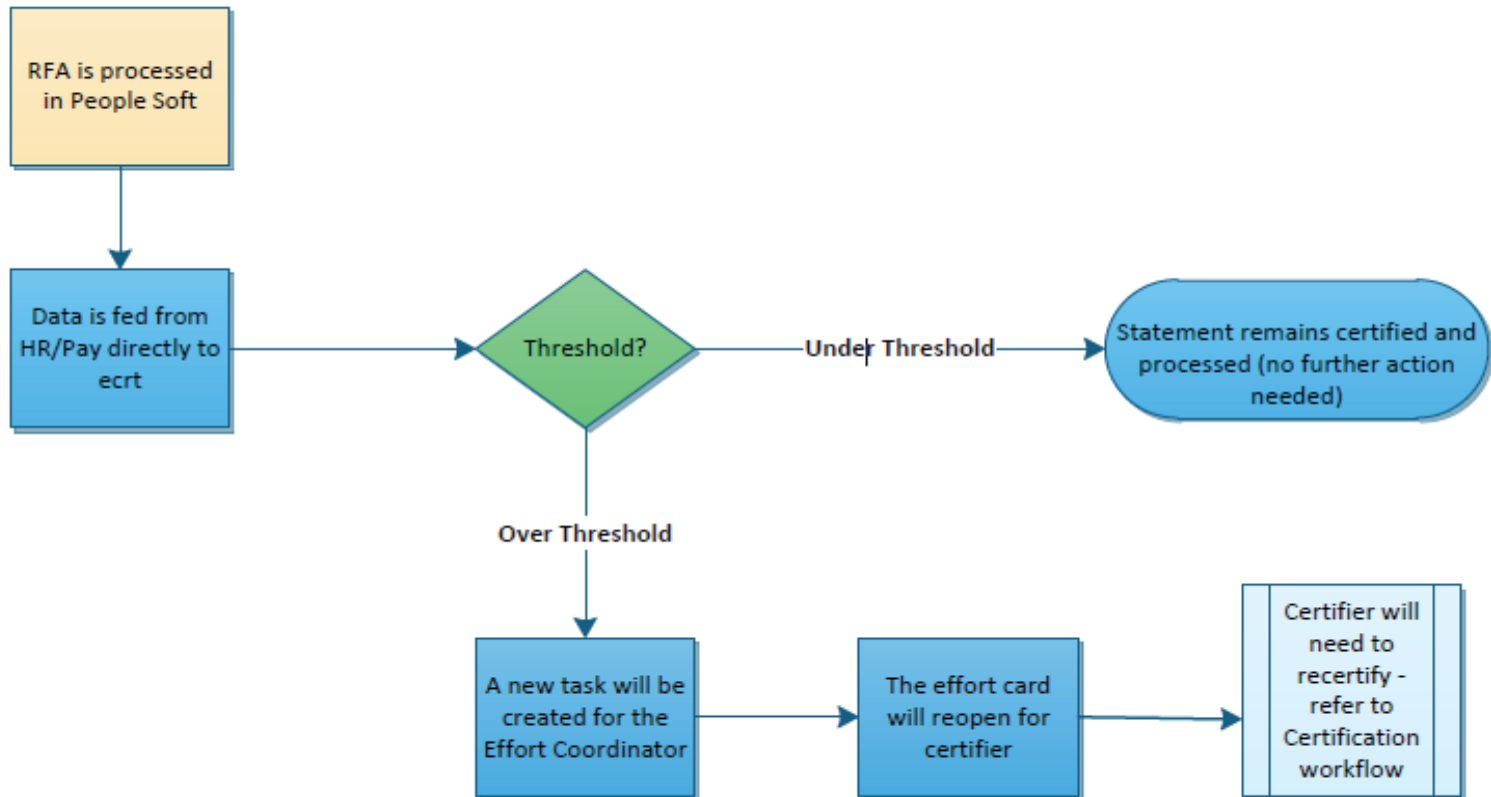 RFA is processed
in People Soft
Data is fed from
HR/Pay directly to
ecrt
Threshold?
Under Threshold
Statement remains certified and
processed (no further action
needed)
Over Threshold
A new task will be
created for the
Effort Coordinator
The effort card
will reopen for
certifier
Certifier will
need to
recertify -
refer to
Certification
workflow